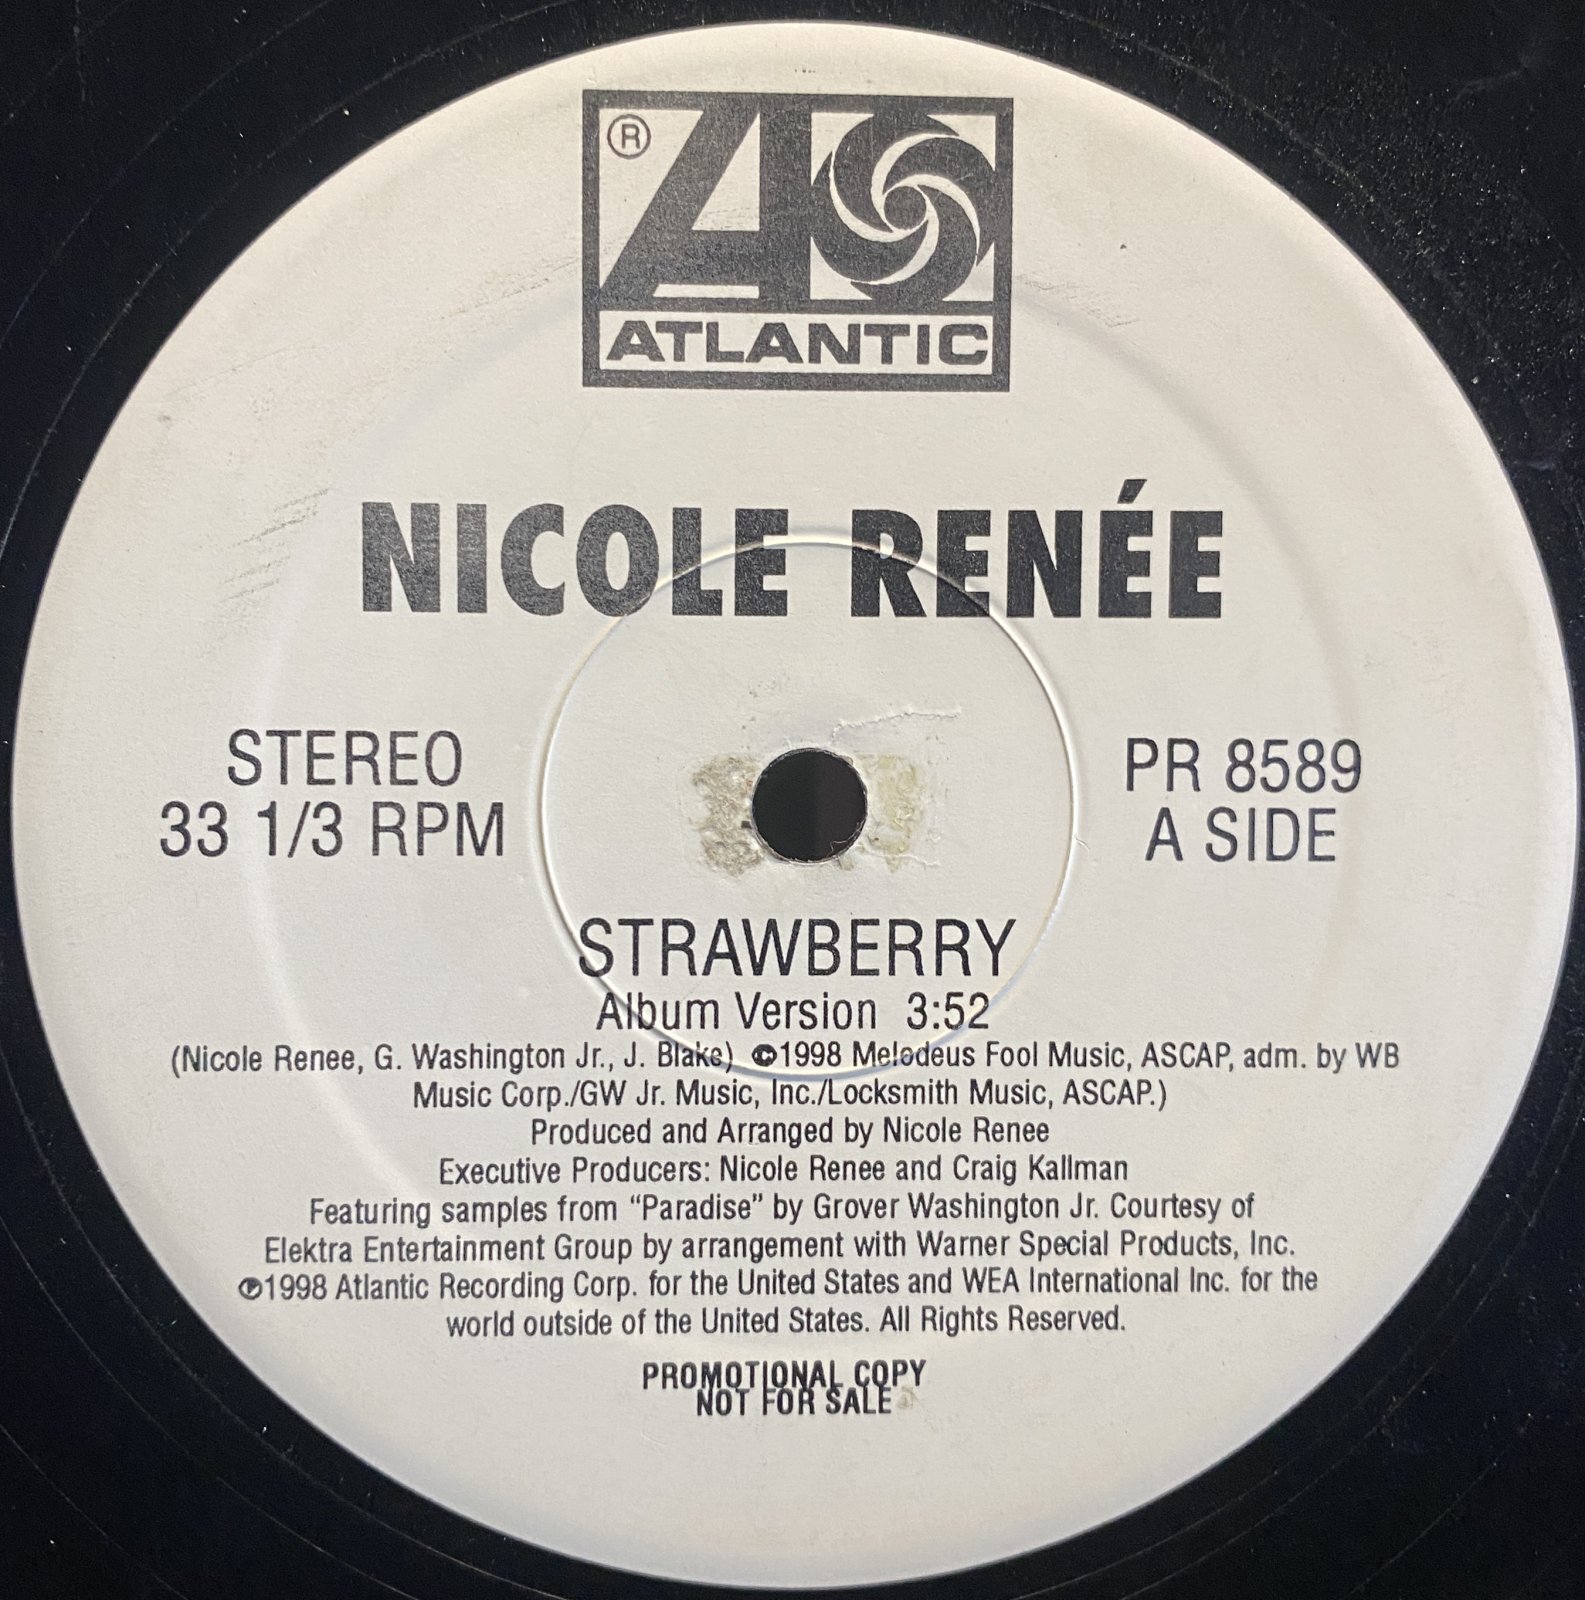 ®
ATLANTIC
NICOLE RENÉE
STEREO
33 1/3 RPM
PR 8589
A SIDE
STRAWBERRY
Album Version 3:52
(Nicole Renee, G. Washington Jr., J. Blake) ©1998 Melodeus Fool Music, ASCAP, adm. by WB
Music Corp./GW Jr. Music, Inc./Locksmith Music, ASCAP.)
Produced and Arranged by Nicole Renee
Executive Producers: Nicole Renee and Craig Kallman
Featuring samples from “Paradise” by Grover Washington Jr. Courtesy of
Elektra Entertainment Group by arrangement with Warner Special Products, Inc.
℗1998 Atlantic Recording Corp. for the United States and WEA International Inc. for the
world outside of the United States. All Rights Reserved.
PROMOTIONAL COPY
NOT FOR SALE